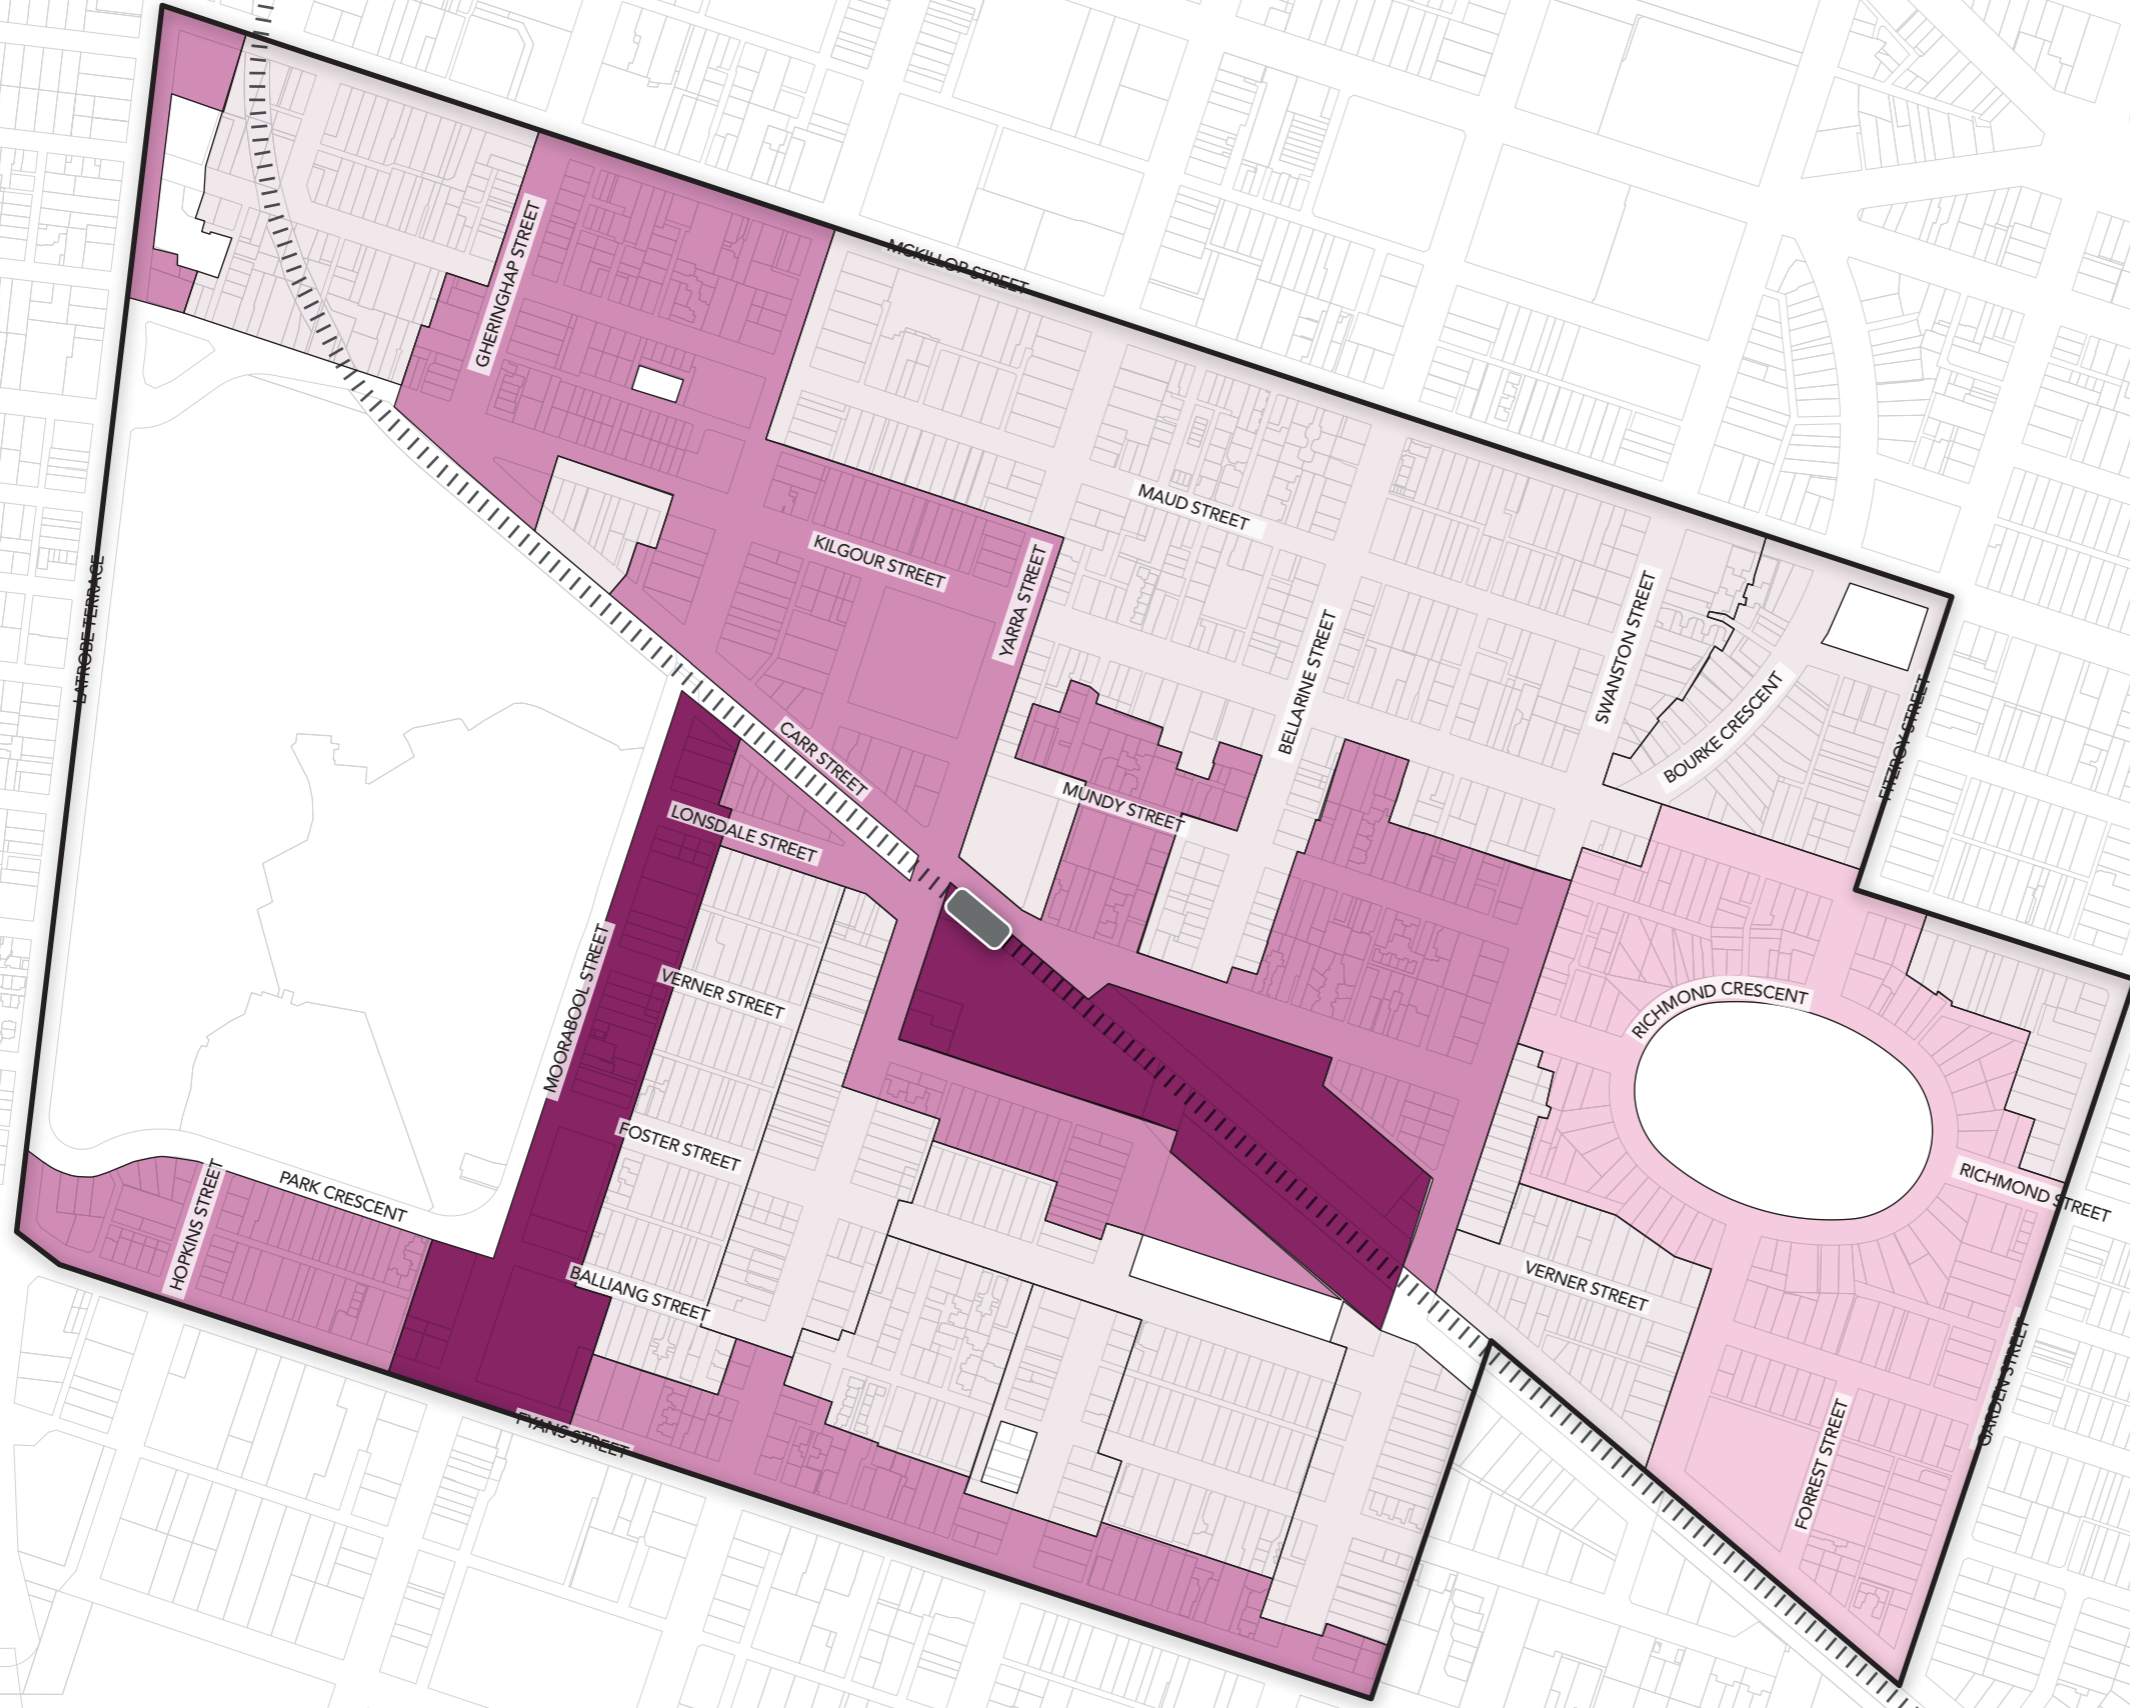 GHERINGHAP STREET
MCKILLOP STREET
MAUD STREET
KILGOUR STREET
YARRA STREET
LATROBE TERRACE
SWANSTON STREET
BELLARINE STREET
BOURKE CRESCENT
FITZROY STREET
CARR STREET
MUNDY STREET
LONSDALE STREET
MOORABOOL STREET
VERNER STREET
RICHMOND CRESCENT
FOSTER STREET
RICHMOND STREET
PARK CRESCENT
HOPKINS STREET
BALLIANG STREET
VERNER STREET
GARDEN STREET
FORREST STREET
FYANS STREET